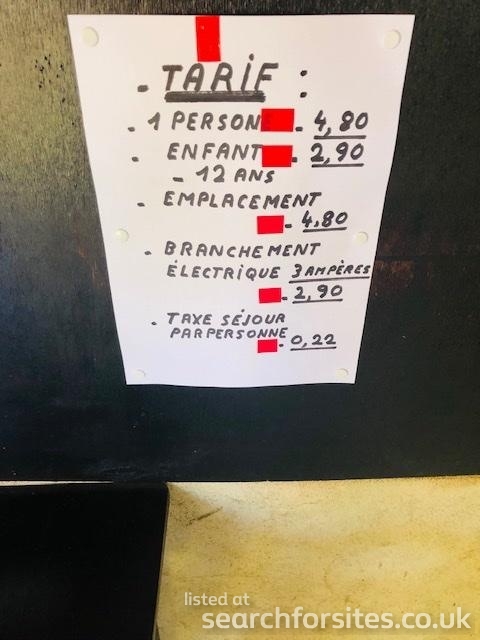 - TARiF :
- 1 PERSON - 4,80
- ENFANT - 2,90
- 12 ANS
- EMPLACEMENT
- 4.80
- BRANCHEMENT
ÉLECTRiQUE 3 AMPÈRES
- 2,90
- TAXE SÉJOUR
PAR PERSONNE
- 0,22
listed at
searchforsites.co.uk